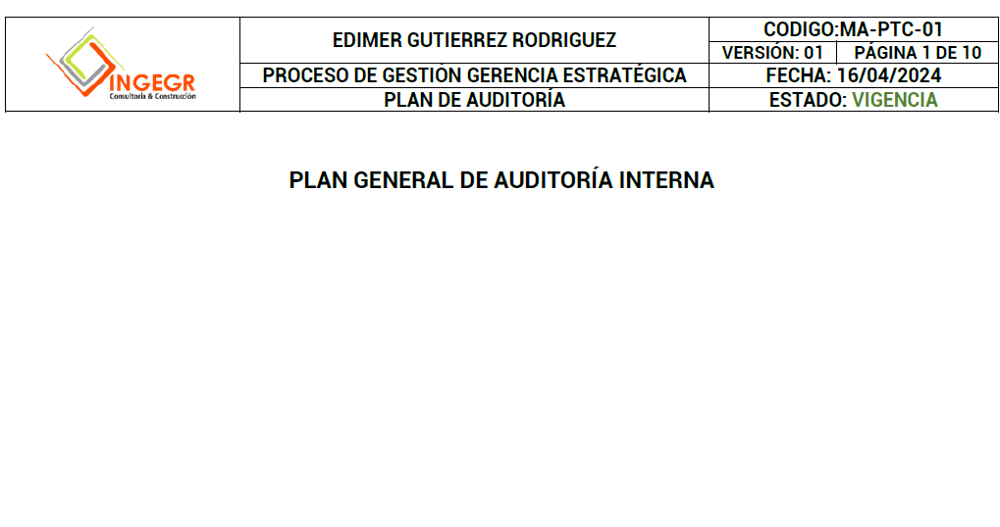 INGEGR
Consultoría & Construcción
EDIMER GUTIERREZ RODRIGUEZ
PROCESO DE GESTIÓN GERENCIA ESTRATÉGICA
PLAN DE AUDITORÍA
CODIGO:MA-PTC-01
VERSIÓN: 01 PÁGINA 1 DE 10
FECHA: 16/04/2024
ESTADO: VIGENCIA
PLAN GENERAL DE AUDITORÍA INTERNA